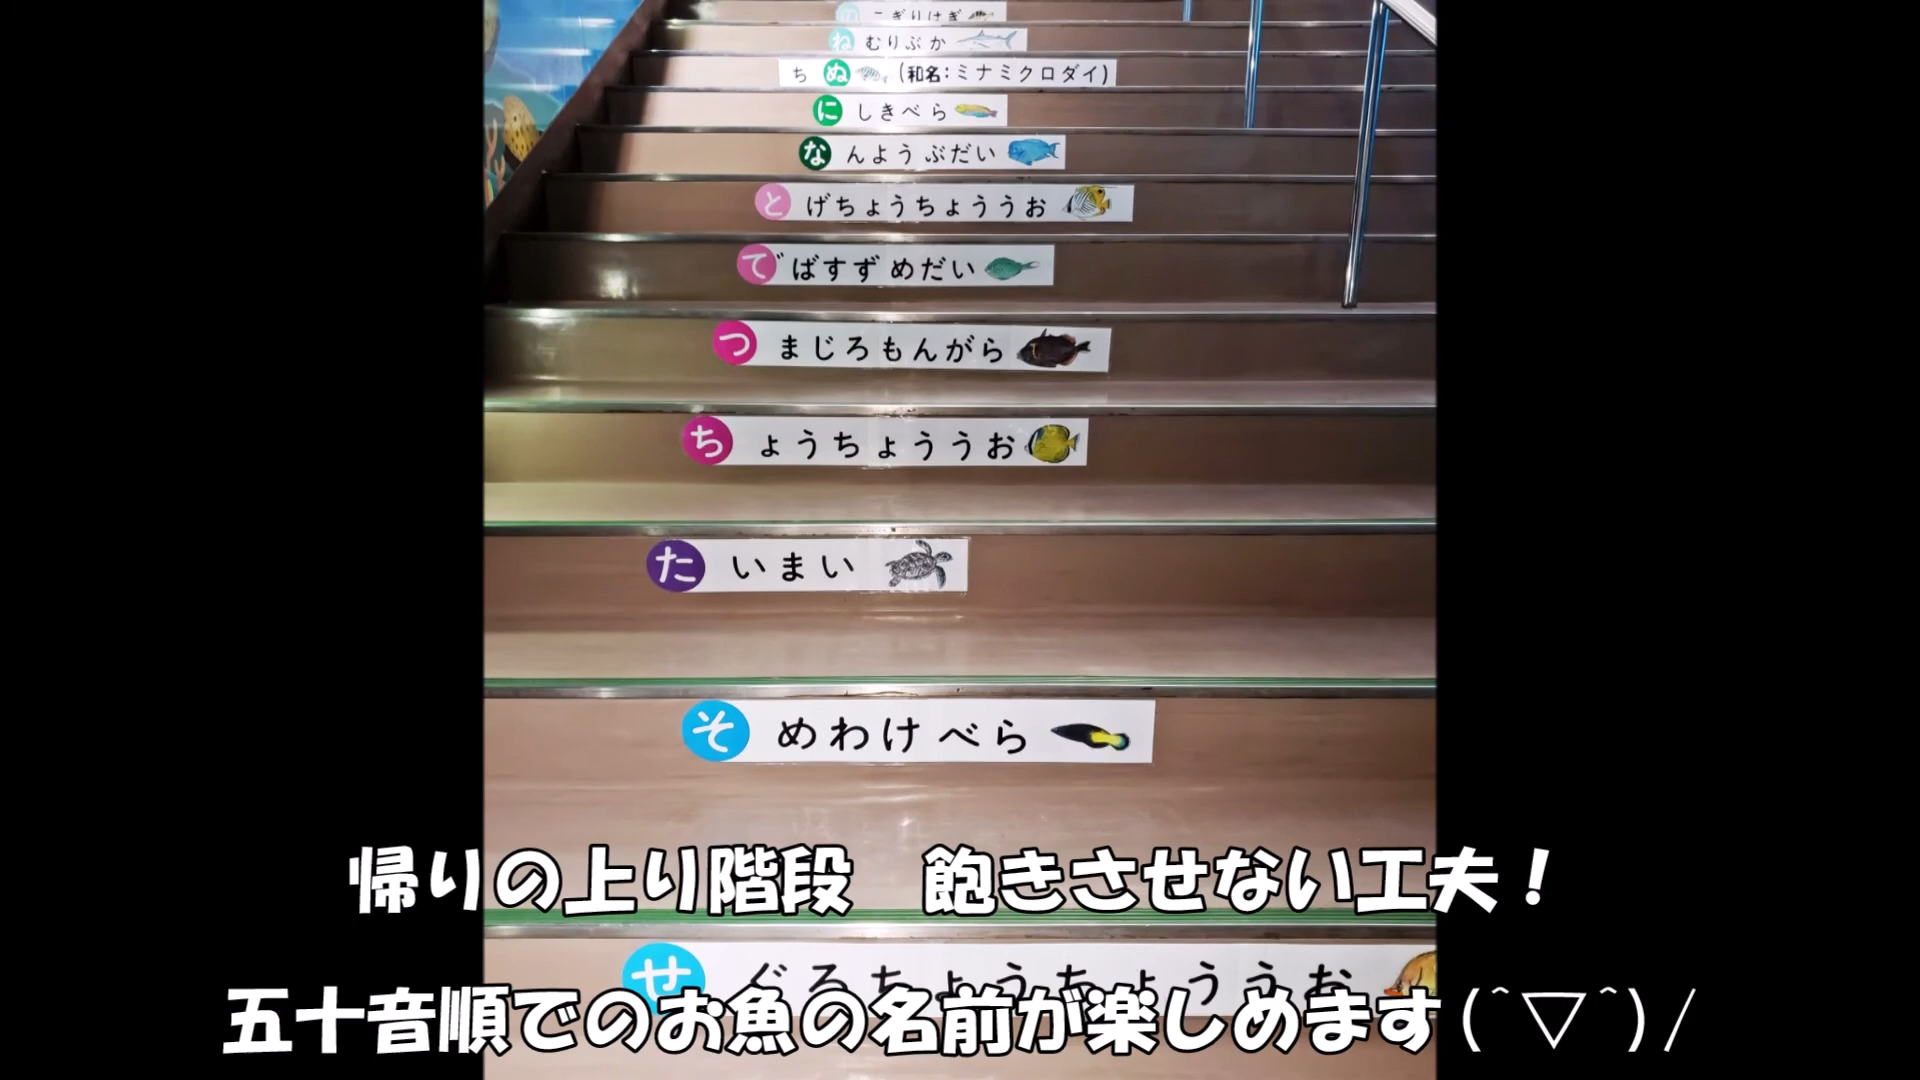 のこぎりはぎ
ねむりぶか
ちぬ (和名:ミナミクロダイ)
にしきべら
なんようぶだい
とげちょうちょううお
でばすずめだい
つまじろもんがら
ちょうちょううお
たいまい
そめわけべら
帰りの上り階段　飽きさせない工夫！
せぐろちょうちょううお
五十音順でのお魚の名前が楽しめます(^▽^)/